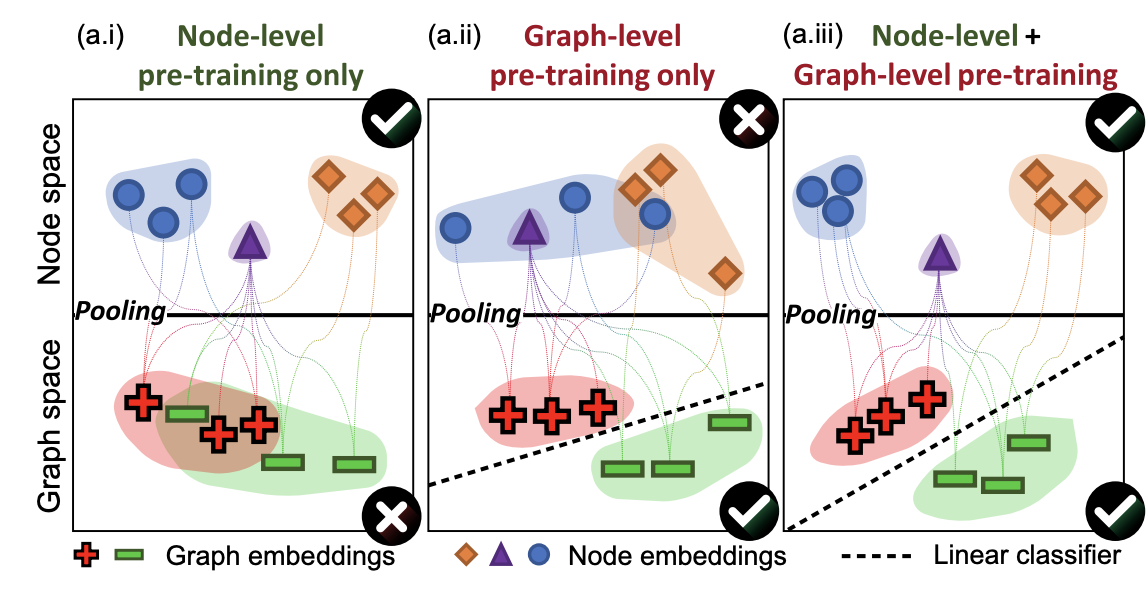 (a.i) Node-level
pre-training only
(a.ii) Graph-level
pre-training only
(a.iii) Node-level +
Graph-level pre-training
Node space
Graph space
Pooling
Pooling
Pooling
Graph embeddings
Node embeddings
Linear classifier